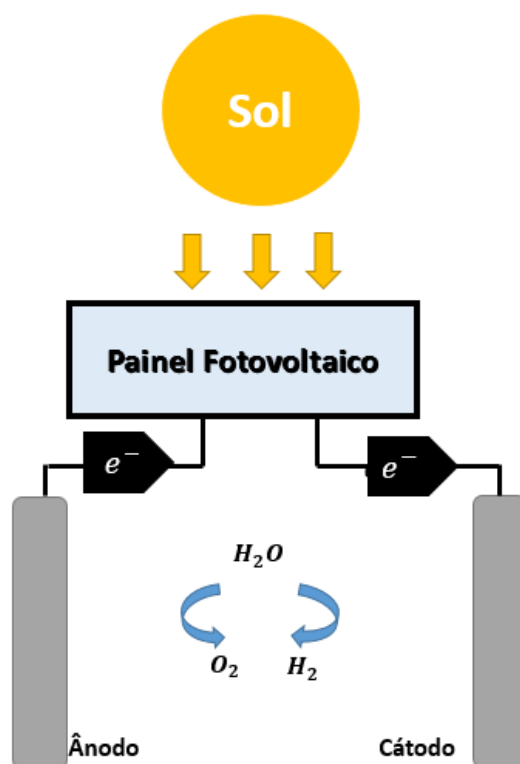 Sol
Painel Fotovoltaico
e⁻
e⁻
H₂O
O₂ H₂
Ânodo Cátodo